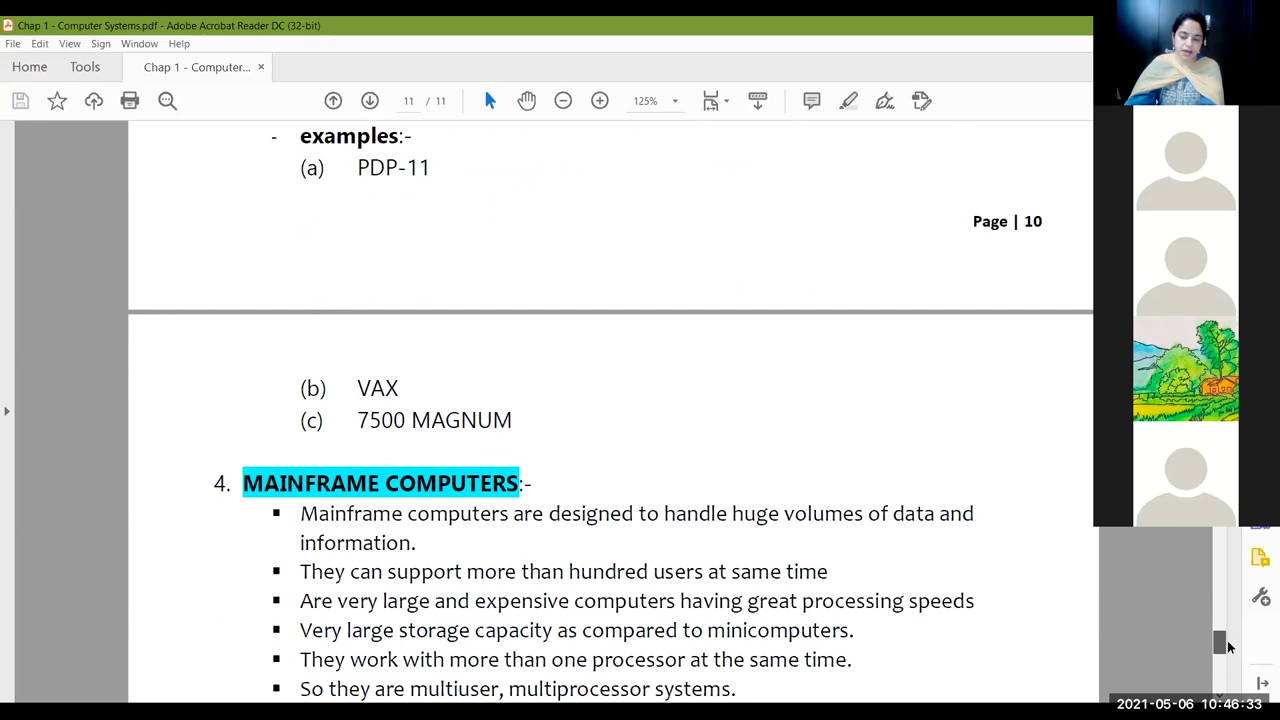 Chap 1 - Computer Systems.pdf - Adobe Acrobat Reader DC (32-bit)
File Edit View Sign Window Help
Home Tools Chap 1 - Computer... ×
11 / 11 125%
- examples:-
(a) PDP-11
Page | 10
(b) VAX
(c) 7500 MAGNUM
4. MAINFRAME COMPUTERS:-
▪ Mainframe computers are designed to handle huge volumes of data and
information.
▪ They can support more than hundred users at same time
▪ Are very large and expensive computers having great processing speeds
▪ Very large storage capacity as compared to minicomputers.
▪ They work with more than one processor at the same time.
▪ So they are multiuser, multiprocessor systems.
2021-05-06 10:46:33